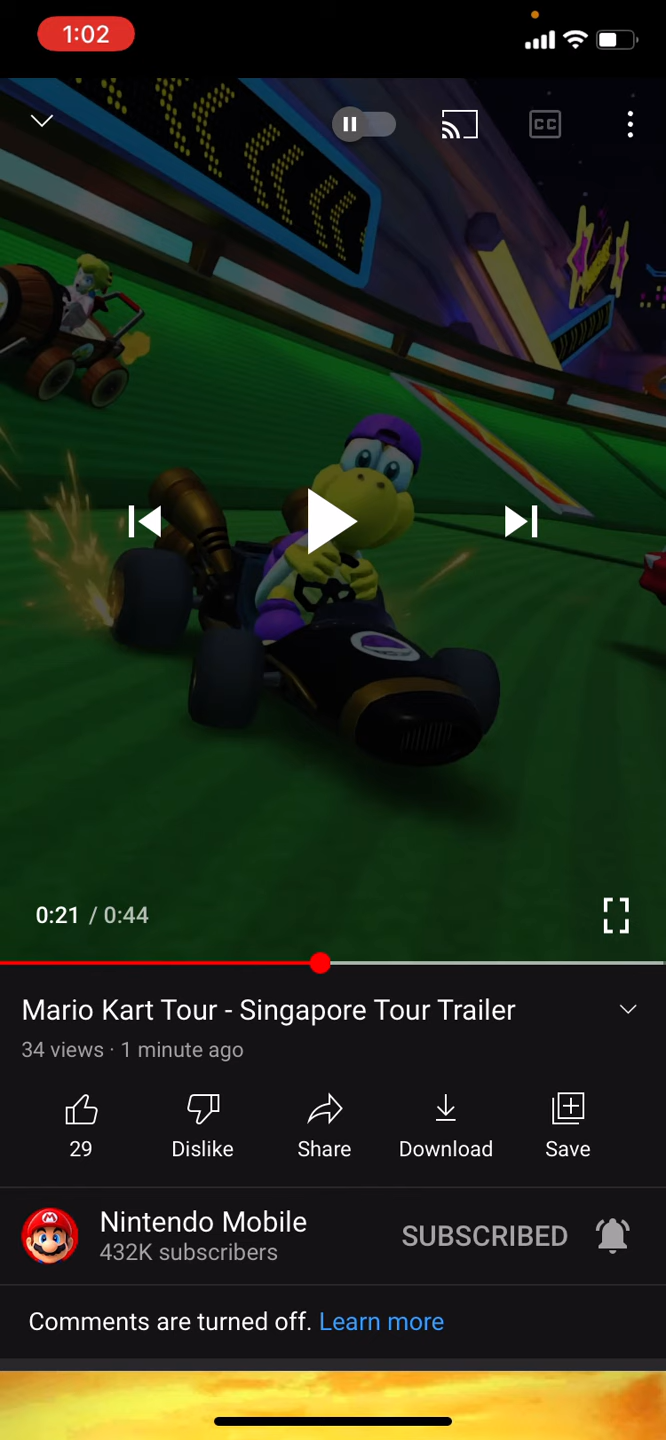 1:02
CC
0:21 / 0:44
Mario Kart Tour - Singapore Tour Trailer
34 views · 1 minute ago
29
Dislike
Share
Download
Save
Nintendo Mobile
432K subscribers
SUBSCRIBED
Comments are turned off. Learn more